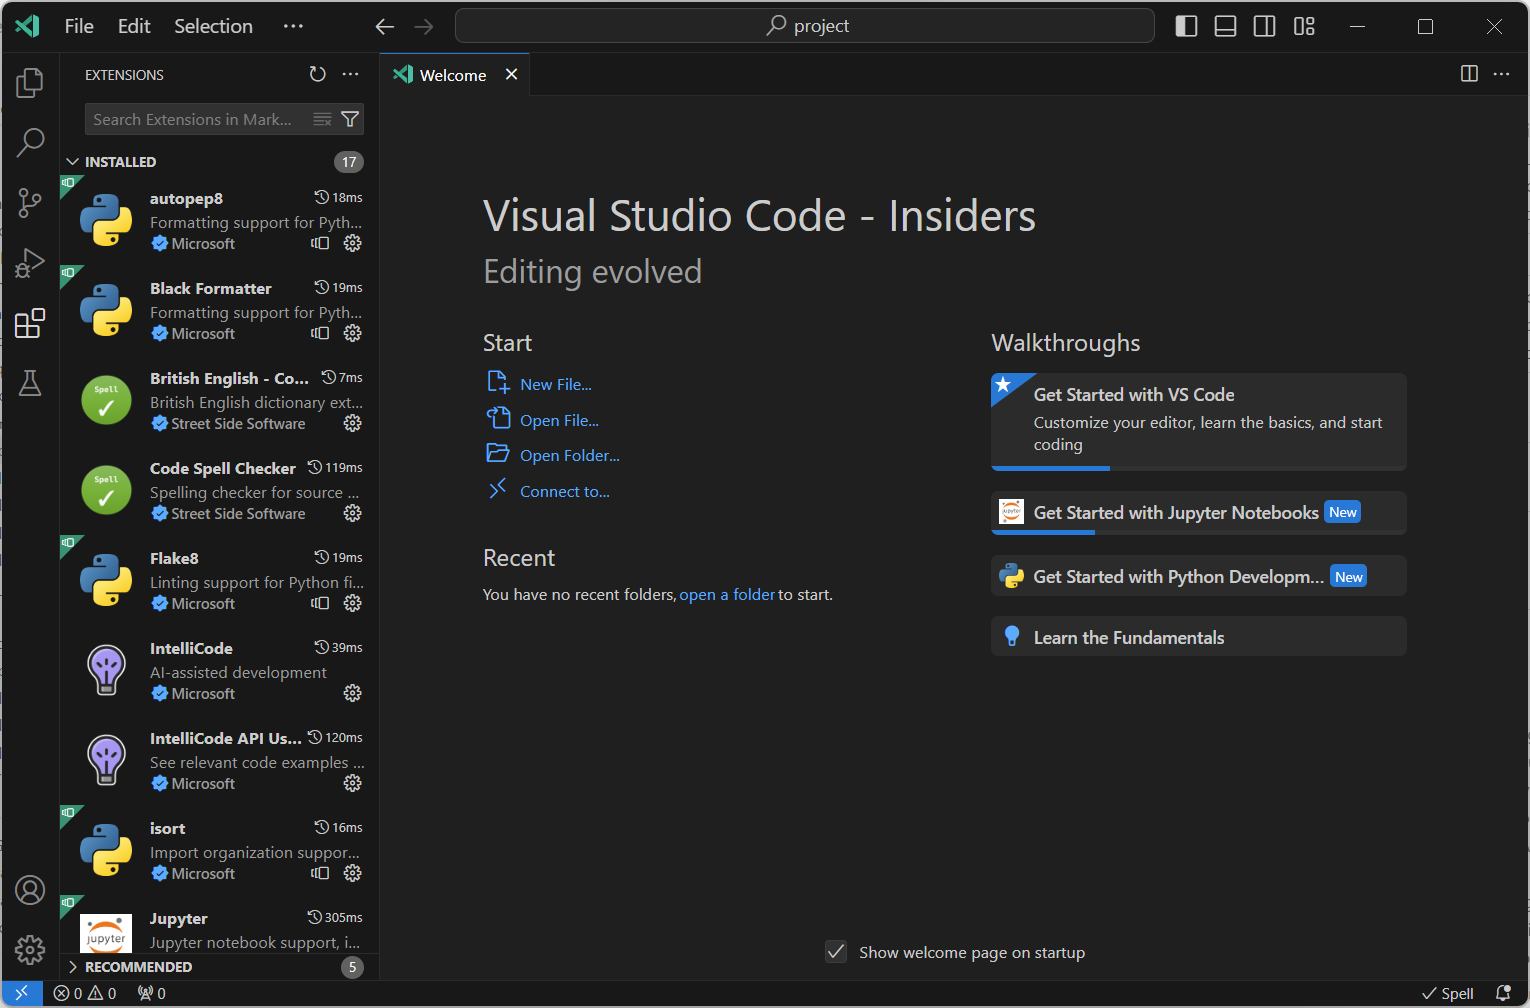 File Edit Selection ···
project
EXTENSIONS
Search Extensions in Mark...
INSTALLED 17
autopep8 18ms
Formatting support for Pyth...
Microsoft
Black Formatter 19ms
Formatting support for Pyth...
Microsoft
British English - Co... 7ms
British English dictionary ext...
Street Side Software
Spell
Code Spell Checker 119ms
Spelling checker for source ...
Street Side Software
Spell
Flake8 19ms
Linting support for Python fi...
Microsoft
IntelliCode 39ms
AI-assisted development
Microsoft
IntelliCode API Us... 120ms
See relevant code examples ...
Microsoft
isort 16ms
Import organization suppor...
Microsoft
Jupyter 305ms
Jupyter notebook support, i...
jupyter
RECOMMENDED 5
Welcome
Visual Studio Code - Insiders
Editing evolved
Start
New File...
Open File...
Open Folder...
Connect to...
Recent
You have no recent folders, open a folder to start.
Walkthroughs
Get Started with VS Code
Customize your editor, learn the basics, and start
coding
jupyter
Get Started with Jupyter Notebooks New
Get Started with Python Developm... New
Learn the Fundamentals
Show welcome page on startup
0 0 0
Spell